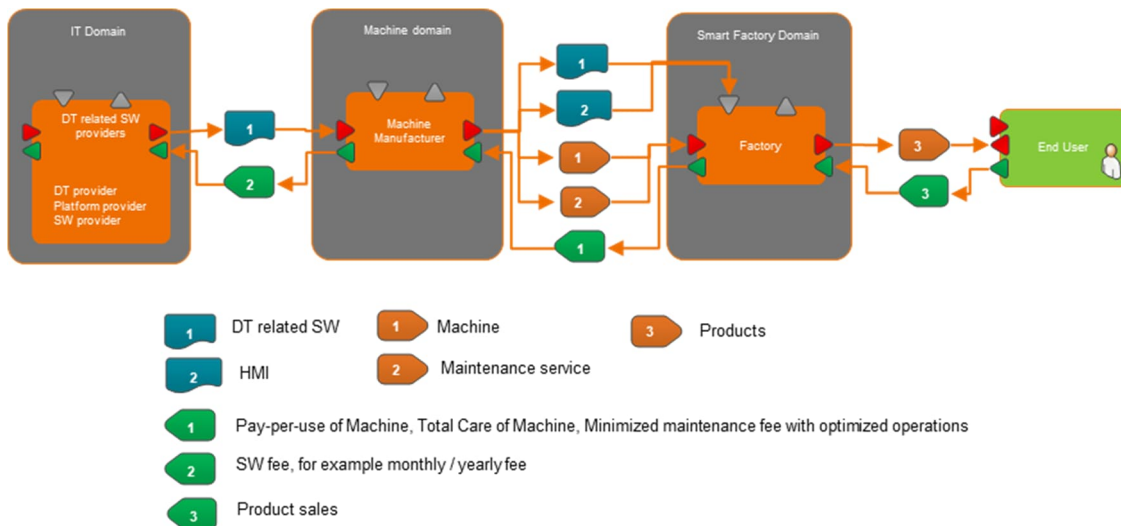 IT Domain
Machine domain
Smart Factory Domain
DT related SW
providers
DT provider
Platform provider
SW provider
1
2
Machine
Manufacturer
1
2
1
2
1
Factory
3
3
End User
1 DT related SW
1 Machine
3 Products
2 HMI
2 Maintenance service
1 Pay-per-use of Machine, Total Care of Machine, Minimized maintenance fee with optimized operations
2 SW fee, for example monthly / yearly fee
3 Product sales